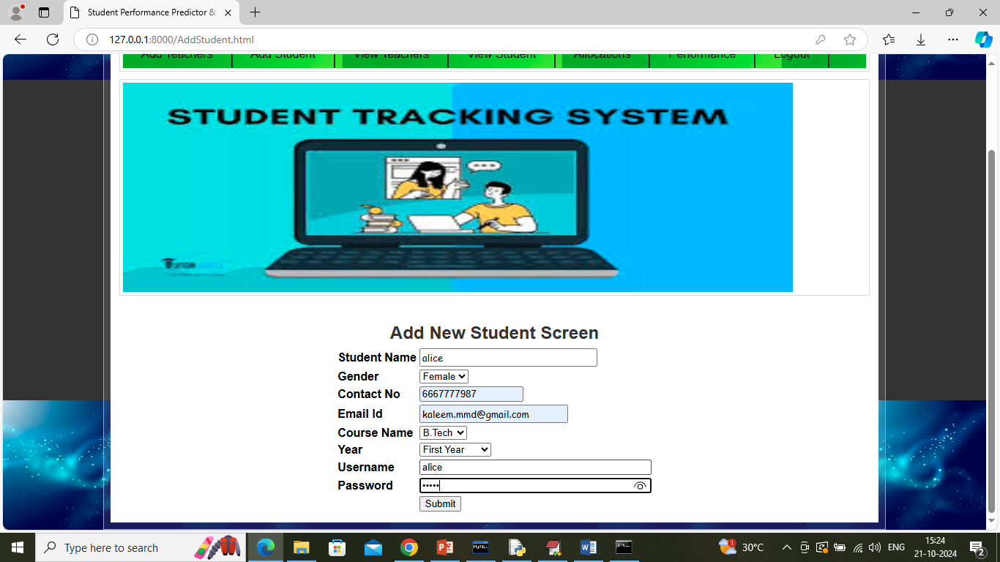 Student Performance Predictor &
127.0.0.1:8000/AddStudent.html
Add Teachers Add Student View Teachers View Student Allocations Performance Logout
STUDENT TRACKING SYSTEM
Add New Student Screen
Student Name alice
Gender Female
Contact No 6667777987
Email Id kaleem.mmd@gmail.com
Course Name B.Tech
Year First Year
Username alice
Password •••••
Submit
Type here to search
1 30°C ENG 15:24
21-10-2024 2